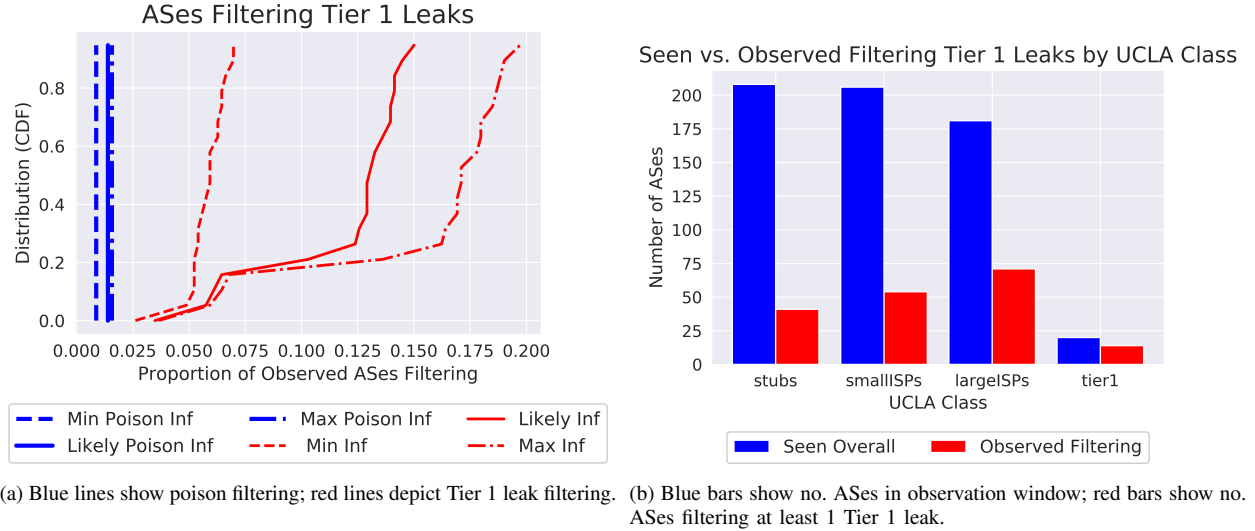 ASes Filtering Tier 1 Leaks
Distribution (CDF)
0.8
0.6
0.4
0.2
0.0
0.000 0.025 0.050 0.075 0.100 0.125 0.150 0.175 0.200
Proportion of Observed ASes Filtering
Min Poison Inf Max Poison Inf Likely Inf
Likely Poison Inf Min Inf Max Inf
(a) Blue lines show poison filtering; red lines depict Tier 1 leak filtering.
Seen vs. Observed Filtering Tier 1 Leaks by UCLA Class
Number of ASes
200
175
150
125
100
75
50
25
0
stubs smallISPs largeISPs tier1
UCLA Class
Seen Overall Observed Filtering
(b) Blue bars show no. ASes in observation window; red bars show no.
ASes filtering at least 1 Tier 1 leak.